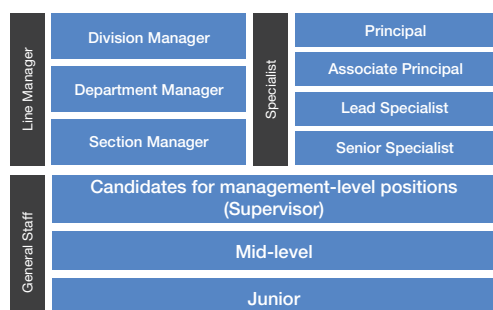 Line Manager
Division Manager
Department Manager
Section Manager
Specialist
Principal
Associate Principal
Lead Specialist
Senior Specialist
General Staff
Candidates for management-level positions
(Supervisor)
Mid-level
Junior